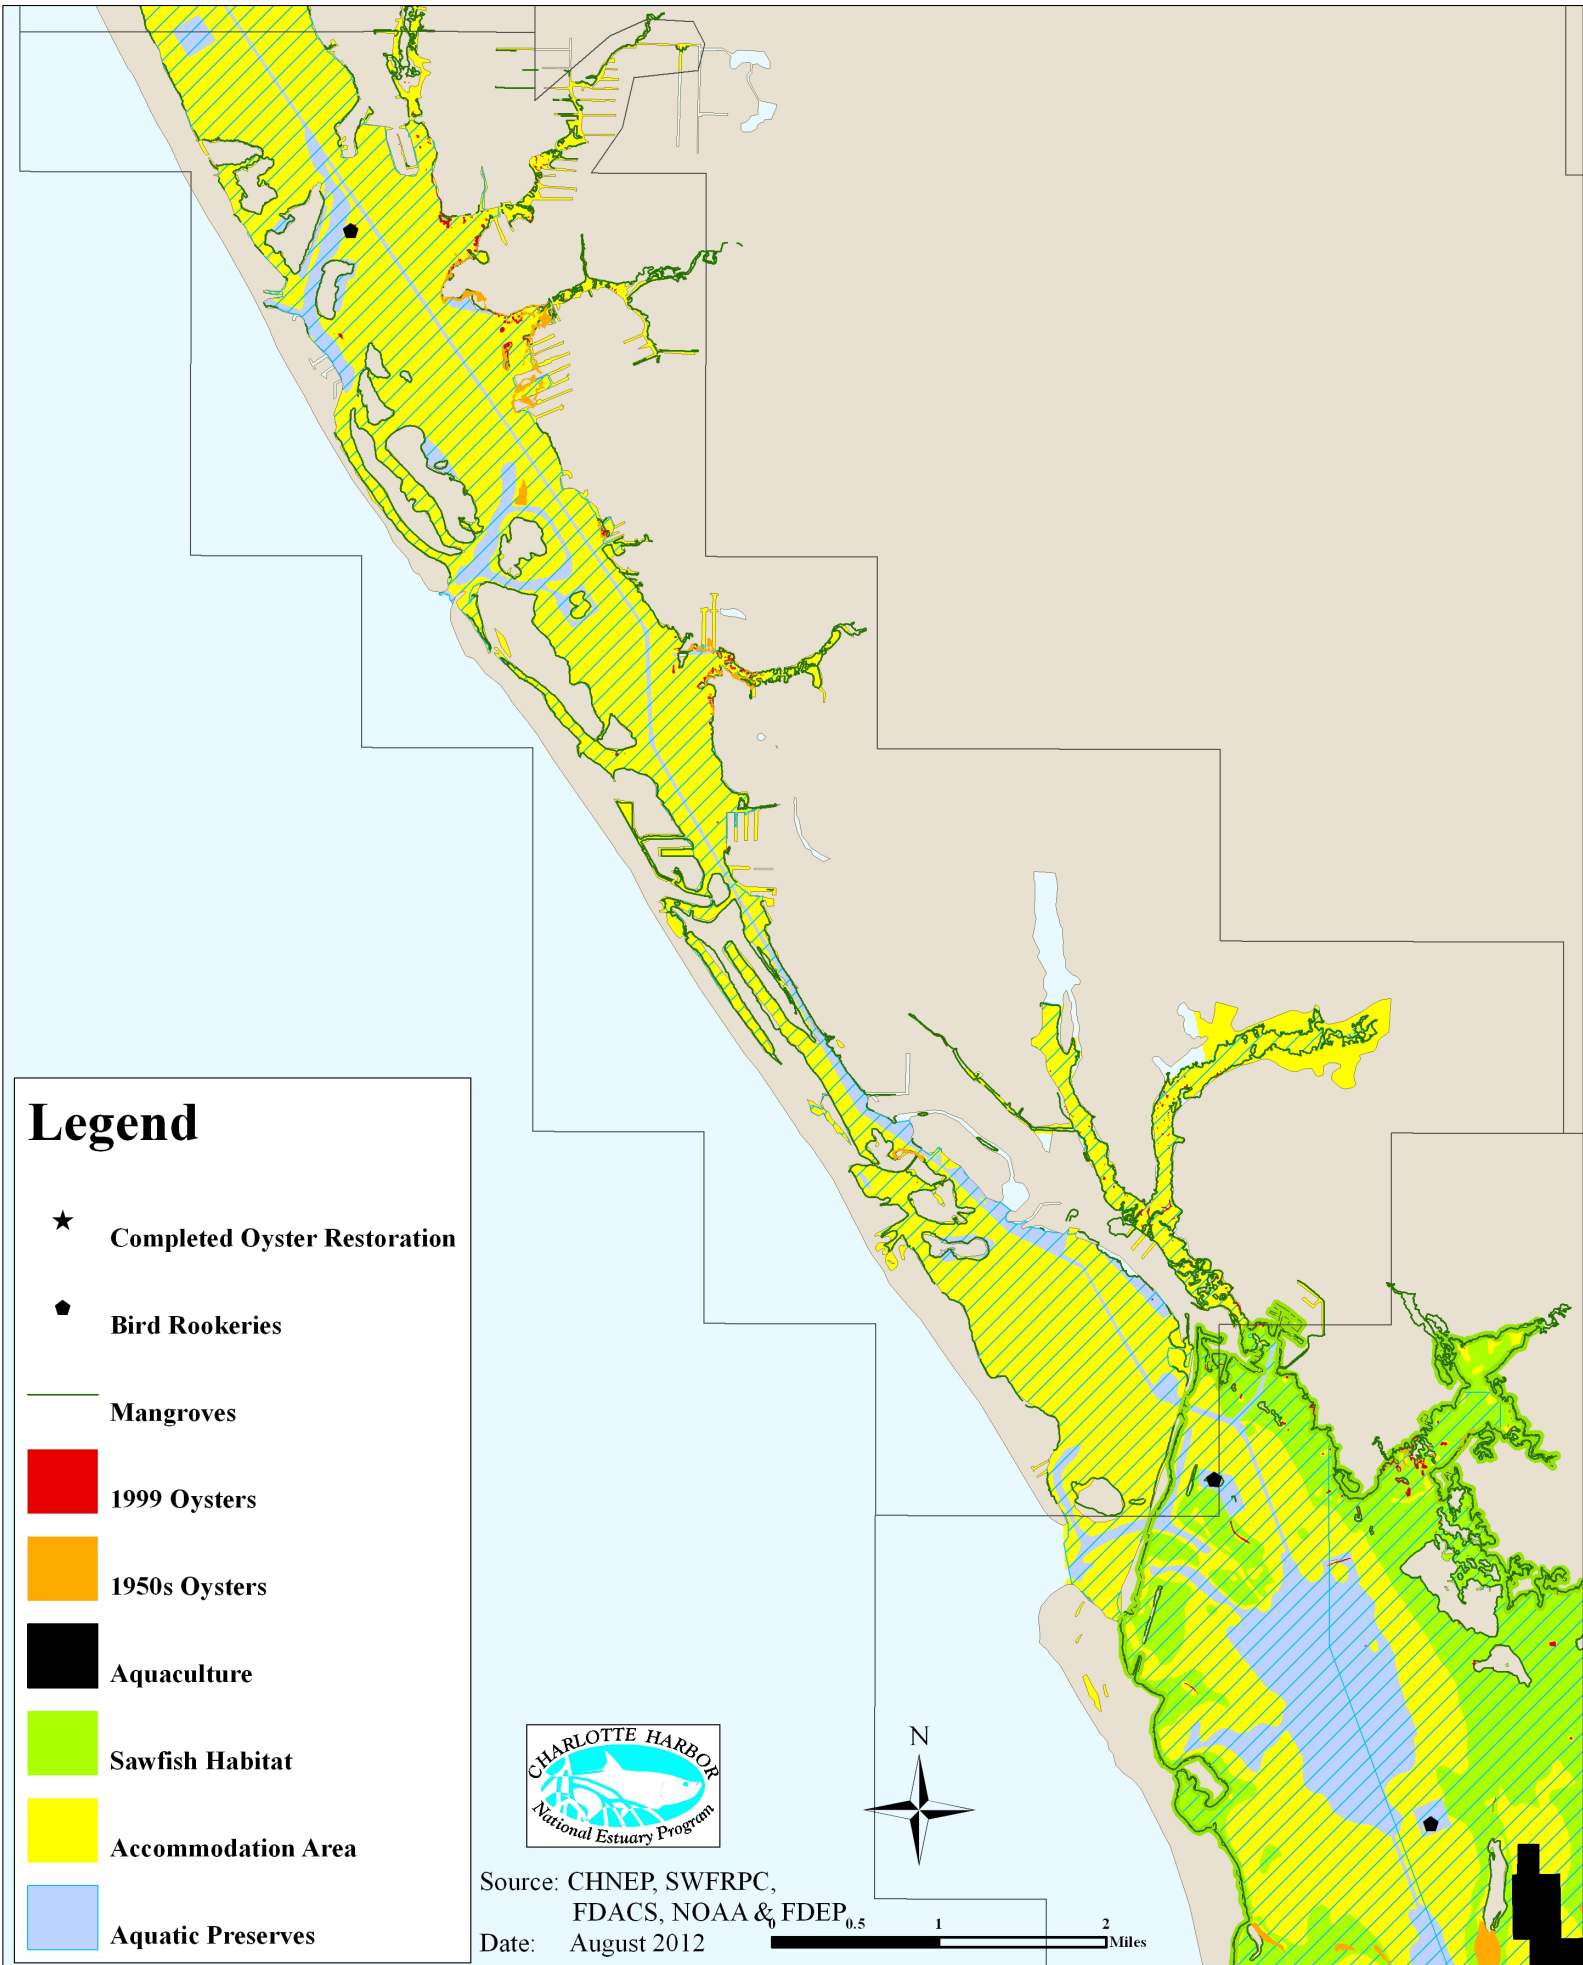 Legend
Completed Oyster Restoration
Bird Rookeries
Mangroves
1999 Oysters
1950s Oysters
Aquaculture
Sawfish Habitat
Accommodation Area
Aquatic Preserves
CHARLOTTE HARBOR
National Estuary Program
N
Source: CHNEP, SWFRPC,
FDACS, NOAA & FDEP
Date: August 2012
0 0.5 1 2
Miles